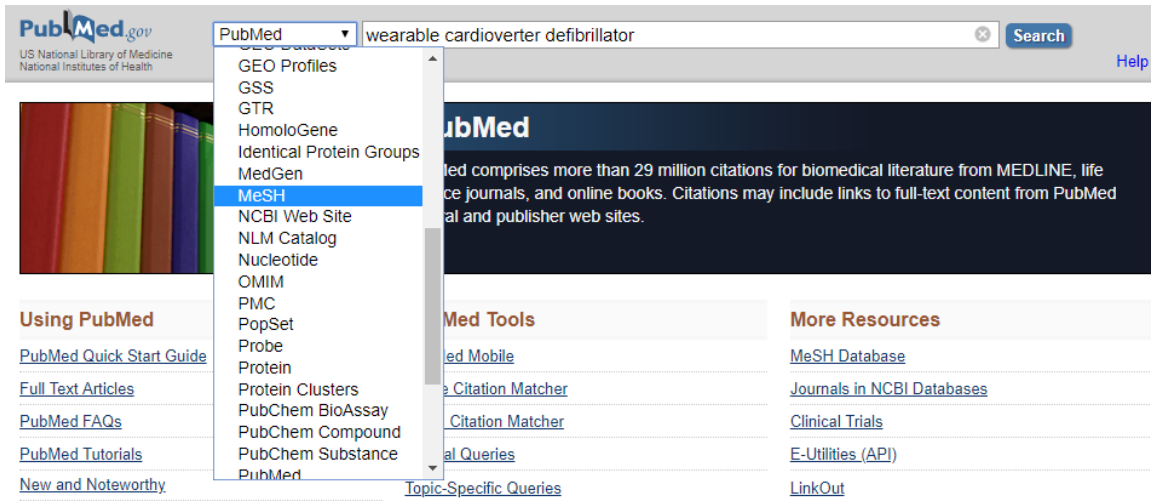 PubMed.gov
US National Library of Medicine
National Institutes of Health
PubMed
wearable cardioverter defibrillator
Search
Help
GEO DataSets
GEO Profiles
GSS
GTR
HomoloGene
Identical Protein Groups
MedGen
MeSH
NCBI Web Site
NLM Catalog
Nucleotide
OMIM
PMC
PopSet
Probe
Protein
Protein Clusters
PubChem BioAssay
PubChem Compound
PubChem Substance
PubMed
ubMed
ed comprises more than 29 million citations for biomedical literature from MEDLINE, life
ce journals, and online books. Citations may include links to full-text content from PubMed
al and publisher web sites.
Using PubMed
PubMed Quick Start Guide
Full Text Articles
PubMed FAQs
PubMed Tutorials
New and Noteworthy
Med Tools
ed Mobile
Citation Matcher
Citation Matcher
al Queries
Topic-Specific Queries
More Resources
MeSH Database
Journals in NCBI Databases
Clinical Trials
E-Utilities (API)
LinkOut